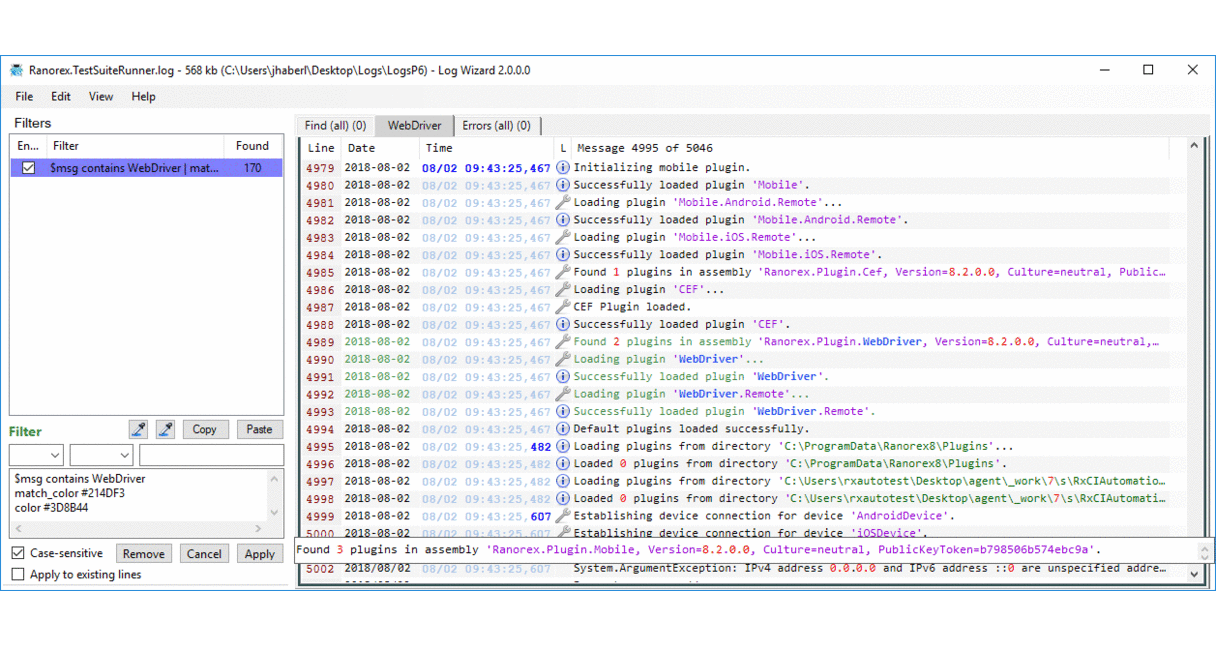 Ranorex.TestSuiteRunner.log - 568 kb (C:\Users\jhaberl\Desktop\Logs\LogsP6) - Log Wizard 2.0.0.0
File Edit View Help
Filters
En... Filter Found
$msg contains WebDriver | mat... 170
Filter Copy Paste
$msg contains WebDriver
match_color #214DF3
color #3D8B44
Case-sensitive Remove Cancel Apply
Apply to existing lines
Find (all) (0) WebDriver Errors (all) (0)
Line Date Time L Message 4995 of 5046
4979 2018-08-02 08/02 09:43:25,467 Initializing mobile plugin.
4980 2018-08-02 08/02 09:43:25,467 Successfully loaded plugin 'Mobile'.
4981 2018-08-02 08/02 09:43:25,467 Loading plugin 'Mobile.Android.Remote'...
4982 2018-08-02 08/02 09:43:25,467 Successfully loaded plugin 'Mobile.Android.Remote'.
4983 2018-08-02 08/02 09:43:25,467 Loading plugin 'Mobile.iOS.Remote'...
4984 2018-08-02 08/02 09:43:25,467 Successfully loaded plugin 'Mobile.iOS.Remote'.
4985 2018-08-02 08/02 09:43:25,467 Found 1 plugins in assembly 'Ranorex.Plugin.Cef, Version=8.2.0.0, Culture=neutral, Public...
4986 2018-08-02 08/02 09:43:25,467 Loading plugin 'CEF'...
4987 2018-08-02 08/02 09:43:25,467 CEF Plugin loaded.
4988 2018-08-02 08/02 09:43:25,467 Successfully loaded plugin 'CEF'.
4989 2018-08-02 08/02 09:43:25,467 Found 2 plugins in assembly 'Ranorex.Plugin.WebDriver, Version=8.2.0.0, Culture=neutral,...
4990 2018-08-02 08/02 09:43:25,467 Loading plugin 'WebDriver'...
4991 2018-08-02 08/02 09:43:25,467 Successfully loaded plugin 'WebDriver'.
4992 2018-08-02 08/02 09:43:25,467 Loading plugin 'WebDriver.Remote'...
4993 2018-08-02 08/02 09:43:25,467 Successfully loaded plugin 'WebDriver.Remote'.
4994 2018-08-02 08/02 09:43:25,467 Default plugins loaded successfully.
4995 2018-08-02 08/02 09:43:25,482 Loading plugins from directory 'C:\ProgramData\Ranorex8\Plugins'...
4996 2018-08-02 08/02 09:43:25,482 Loaded 0 plugins from directory 'C:\ProgramData\Ranorex8\Plugins'.
4997 2018-08-02 08/02 09:43:25,482 Loading plugins from directory 'C:\Users\rxautotest\Desktop\agent\_work\7\s\RxCIAutomatio...
4998 2018-08-02 08/02 09:43:25,482 Loaded 0 plugins from directory 'C:\Users\rxautotest\Desktop\agent\_work\7\s\RxCIAutomati...
4999 2018-08-02 08/02 09:43:25,607 Establishing device connection for device 'AndroidDevice'.
5000 2018-08-02 08/02 09:43:25,607 Establishing device connection for device 'iOSDevice'.
Found 3 plugins in assembly 'Ranorex.Plugin.Mobile, Version=8.2.0.0, Culture=neutral, PublicKeyToken=b798506b574ebc9a'.
5002 2018/08/02 08/02 09:43:25,607 System.ArgumentException: IPv4 address 0.0.0.0 and IPv6 address ::0 are unspecified addre...